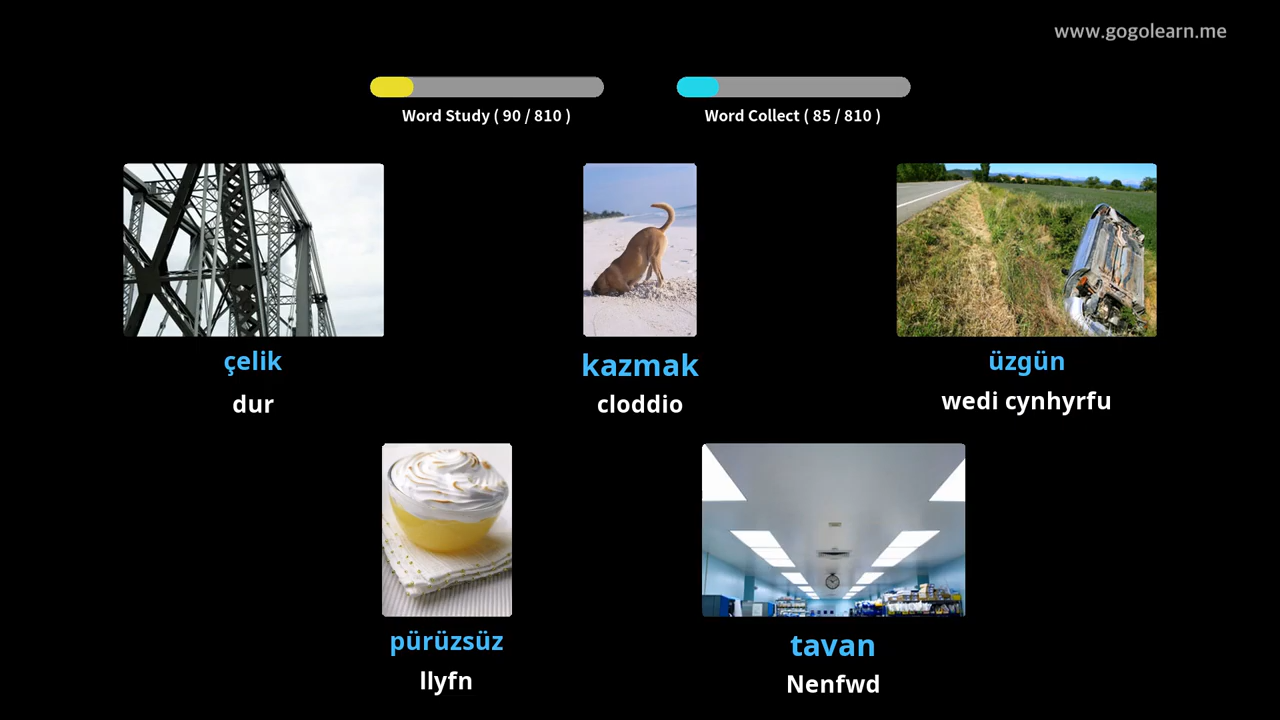 www.gogolearn.me
Word Study ( 90 / 810 )
Word Collect ( 85 / 810 )
çelik
dur
kazmak
cloddio
üzgün
wedi cynhyrfu
pürüzsüz
llyfn
tavan
Nenfwd